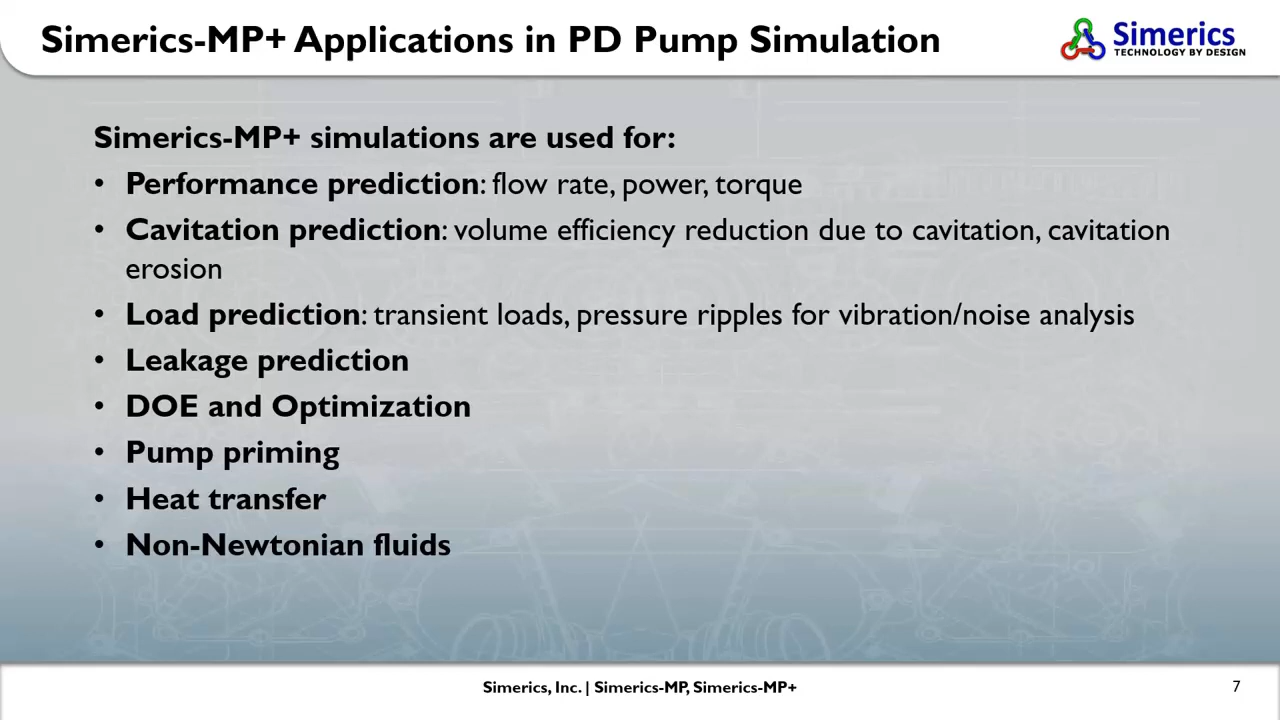 Simerics-MP+ Applications in PD Pump Simulation
Simerics
TECHNOLOGY BY DESIGN
Simerics-MP+ simulations are used for:
• Performance prediction: flow rate, power, torque
• Cavitation prediction: volume efficiency reduction due to cavitation, cavitation
erosion
• Load prediction: transient loads, pressure ripples for vibration/noise analysis
• Leakage prediction
• DOE and Optimization
• Pump priming
• Heat transfer
• Non-Newtonian fluids
Simerics, Inc. | Simerics-MP, Simerics-MP+
7